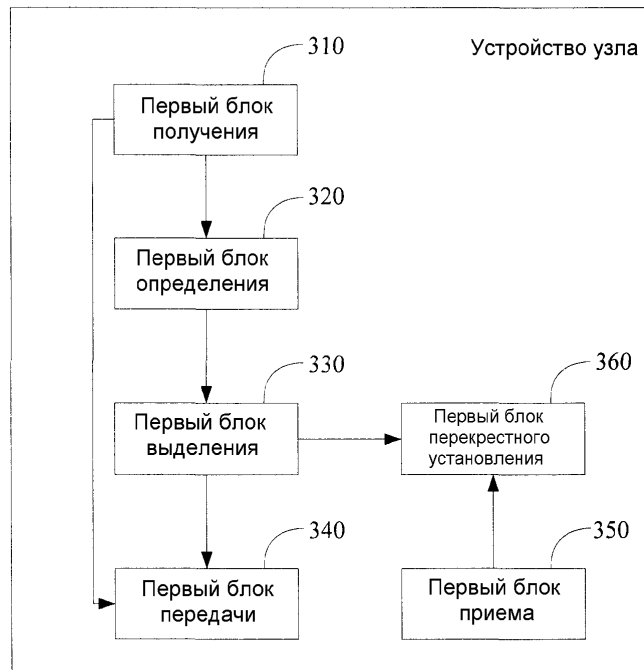 310
Устройство узла
Первый блок
получения
320
Первый блок
определения
330
Первый блок
выделения
360
Первый блок
перекрестного
установления
340
Первый блок
передачи
350
Первый блок
приема